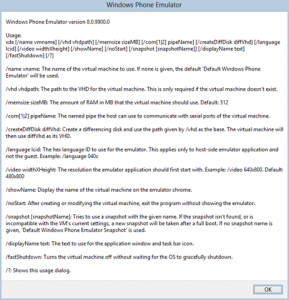 Windows Phone Emulator
Windows Phone Emulator version 8.0.9900.0
Usage:
xde [/name vmname] [/vhd vhdpath] [/memsize sizeMB] [/com[1|2] pipeName] [/createDiffDisk diffVhd] [/language
lcid] [/video widthXheight] [/showName] [/noStart] [/snapshot [snapshotName]] [/displayName text]
[/fastShutdown] [/?]
/name vmname: The name of the virtual machine to use. If none is given, the default 'Default Windows Phone
Emulator' will be used.
/vhd vhdpath: The path to the VHD for the virtual machine. This is only required if the virtual machine doesn't exist.
/memsize sizeMB: The amount of RAM in MB that the virtual machine should use. Default: 512
/com[1|2] pipeName: The named pipe the host can use to communicate with serial ports of the virtual machine.
/createDiffDisk diffVhd: Create a differencing disk and use the path given by /vhd as the base. The virtual machine will
then use diffVhd as its VHD.
/language lcid: The hex language ID to use for the emulator. This applies only to host-side emulator application and
not the guest. Example: /language 040c
/video widthXheight: The resolution the emulator application should first start with. Example: /video 640x800. Default:
480x800
/showName: Display the name of the virtual machine on the emulator chrome.
/noStart: After creating or modifying the virtual machine, exit the program without showing the emulator.
/snapshot [snapshotName]: Tries to use a snapshot with the given name. If the snapshot isn't found, or is
incompatible with the VM's current settings, a new snapshot will be taken after a full boot. If no snapshot name is
given, 'Default Windows Phone Emulator Snapshot' is used.
/displayName text: The text to use for the application window and task bar icon.
/fastShutdown: Turns the virtual machine off without waiting for the OS to gracefully shutdown.
/?: Shows this usage dialog.
OK